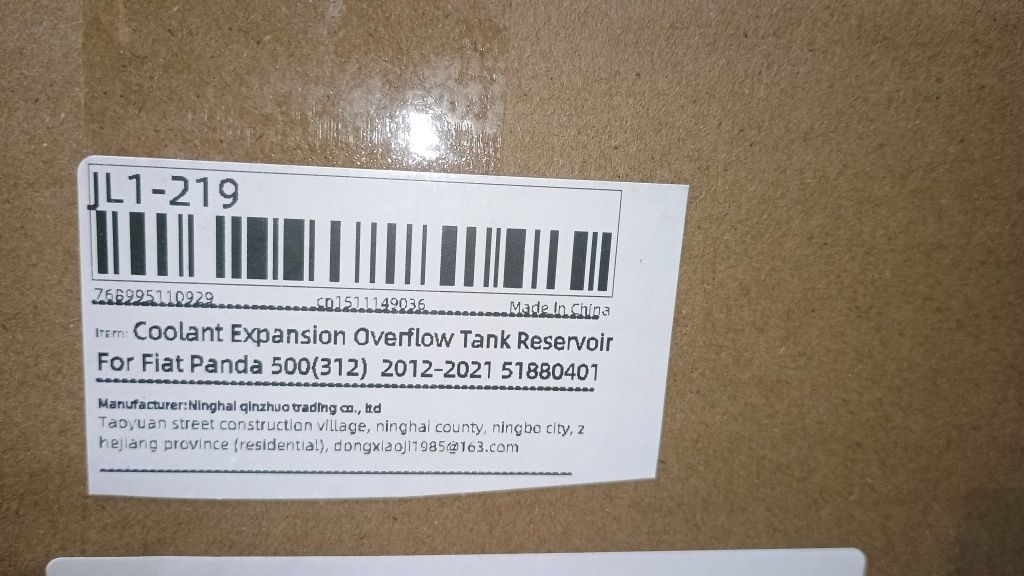 JL1-219
768995110929 cn1511149036 Made In China
ITEM: Coolant Expansion Overflow Tank Reservoir
For Fiat Panda 500(312) 2012-2021 51880401
Manufacturer:Ninghai qinzhuo trading co., ltd
Taoyuan street construction village, ninghai county, ningbo city, z
hejiang province (residential), dongxiaoji1985@163.com